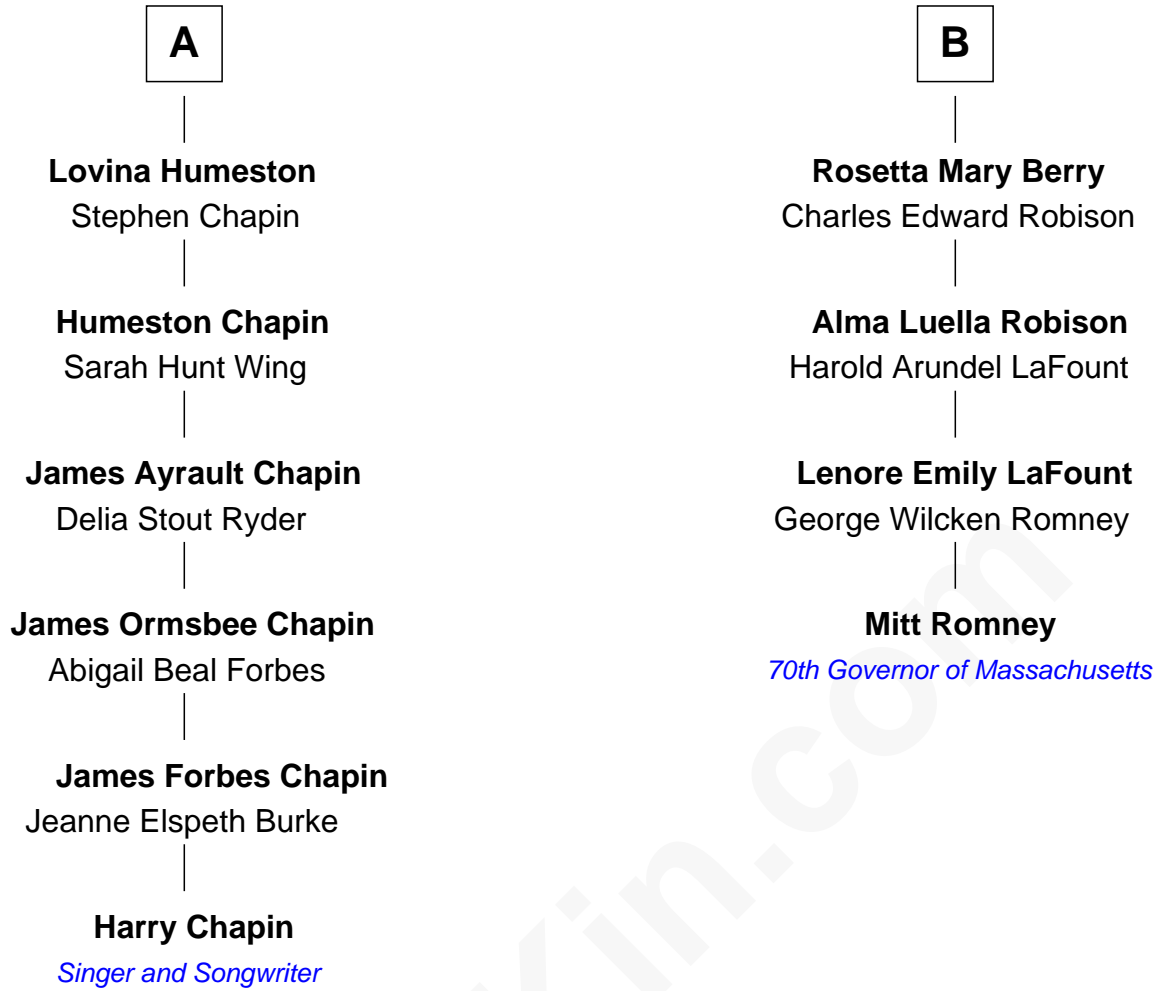 A
Lovina Humeston
Stephen Chapin
Humeston Chapin
Sarah Hunt Wing
James Ayrault Chapin
Delia Stout Ryder
James Ormsbee Chapin
Abigail Beal Forbes
James Forbes Chapin
Jeanne Elspeth Burke
Harry Chapin
Singer and Songwriter
B
Rosetta Mary Berry
Charles Edward Robison
Alma Luella Robison
Harold Arundel LaFount
Lenore Emily LaFount
George Wilcken Romney
Mitt Romney
70th Governor of Massachusetts